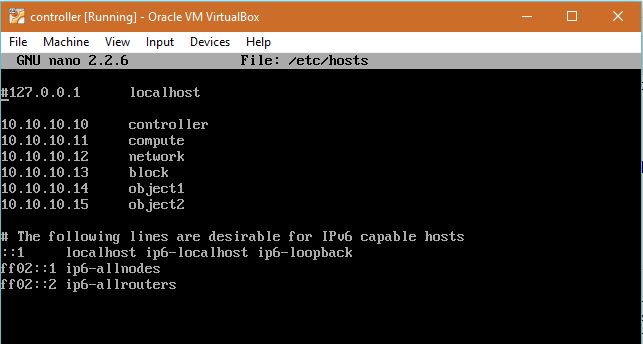 controller [Running] - Oracle VM VirtualBox
File Machine View Input Devices Help
GNU nano 2.2.6 File: /etc/hosts
#127.0.0.1 localhost
10.10.10.10 controller
10.10.10.11 compute
10.10.10.12 network
10.10.10.13 block
10.10.10.14 object1
10.10.10.15 object2
# The following lines are desirable for IPv6 capable hosts
::1 localhost ip6-localhost ip6-loopback
ff02::1 ip6-allnodes
ff02::2 ip6-allrouters